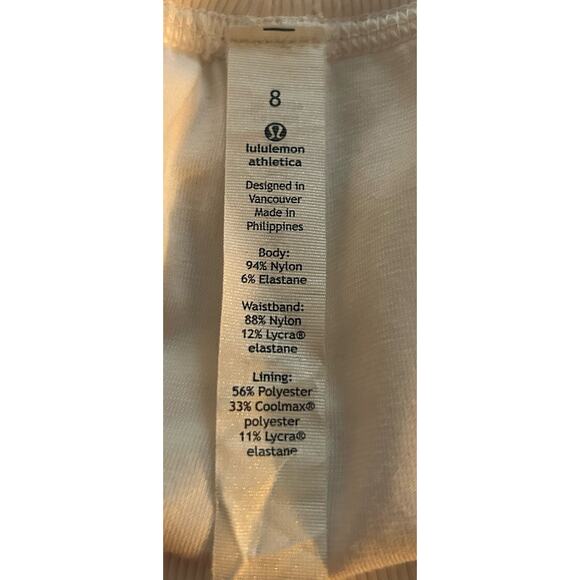 8
lululemon
athletica
Designed in
Vancouver
Made in
Philippines
Body:
94% Nylon
6% Elastane
Waistband:
88% Nylon
12% Lycra®
elastane
Lining:
56% Polyester
33% Coolmax®
polyester
11% Lycra®
elastane